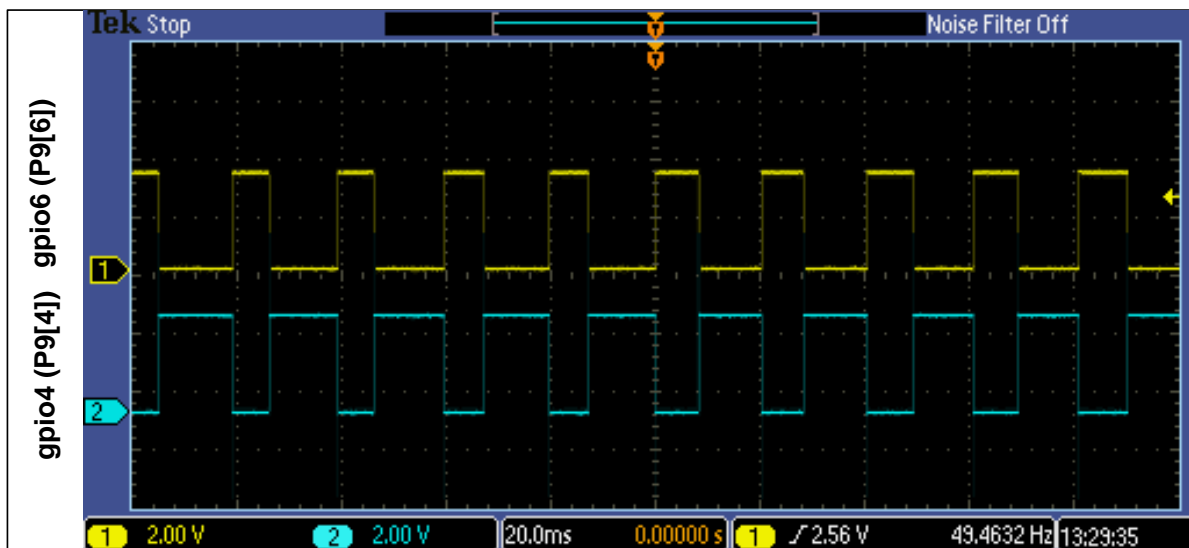 Tek Stop
Noise Filter Off
T
T
gpio4 (P9[4]) gpio6 (P9[6])
1
2
1 2.00 V 2 2.00 V 20.0ms 0.00000 s 1 2.56 V 49.4632 Hz 13:29:35